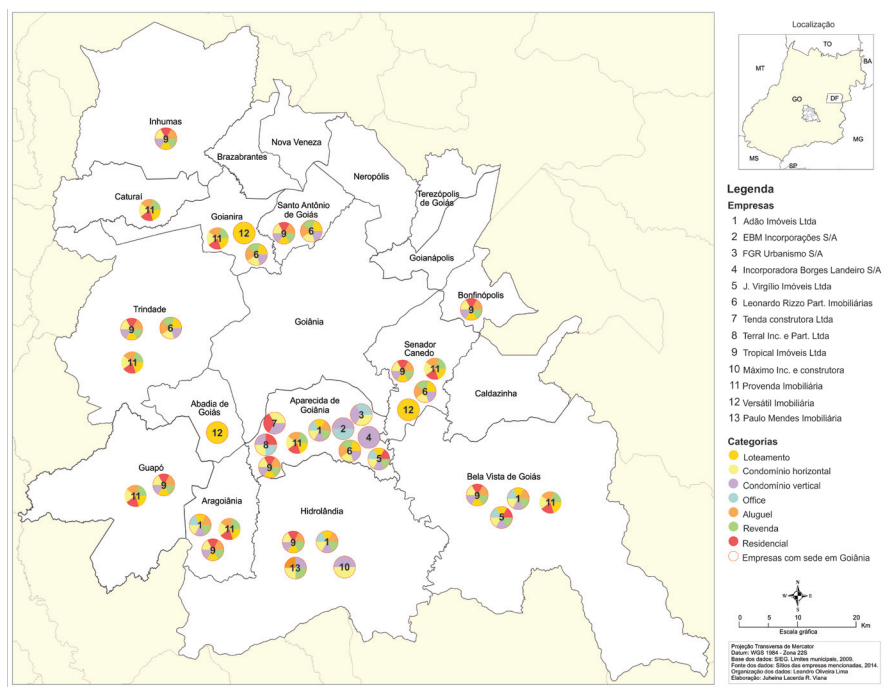 Inhumas
9
Nova Veneza
Brazabrantes
Neropólis
Caturaí
11
Goianira
12
11
6
Santo Antônio
de Goiás
9
6
Terezópolis
de Goiás
Goianápolis
Trindade
9
6
11
Goiânia
Bonfinópolis
9
Senador
Canedo
9
11
6
12
Caldazinha
Abadia de
Goiás
12
Aparecida de
Goiânia
7
3
1
2
4
8
11
6
5
9
Guapó
11
9
Aragoiânia
1
11
9
Hidrolândia
9
1
13
10
Bela Vista de Goiás
9
1
11
5
Localização
TO
MT
BA
GO
DF
MG
MS
SP
Legenda
Empresas
1 Adão Imóveis Ltda
2 EBM Incorporações S/A
3 FGR Urbanismo S/A
4 Incorporadora Borges Landeiro S/A
5 J. Virgílio Imóveis Ltda
6 Leonardo Rizzo Part. Imobiliárias
7 Tenda construtora Ltda
8 Terral Inc. e Part. Ltda
9 Tropical Imóveis Ltda
10 Máximo Inc. e construtora
11 Provenda Imobiliária
12 Versátil Imobiliária
13 Paulo Mendes Imobiliária
Categorias
Loteamento
Condomínio horizontal
Condomínio vertical
Office
Aluguel
Revenda
Residencial
Empresas com sede em Goiânia
N
W E
S
0 10 20
Km
Escala gráfica
Projeção Transversa de Mercator
Datum: WGS 1984 - Zona 22S
Base dos dados: SIEG. Limites municipais, 2009.
Fonte dos dados: Sítios das empresas mencionadas, 2014.
Organização dos dados: Leandro Oliveira Lima
Elaboração: Juheina Lacerda R. Viana